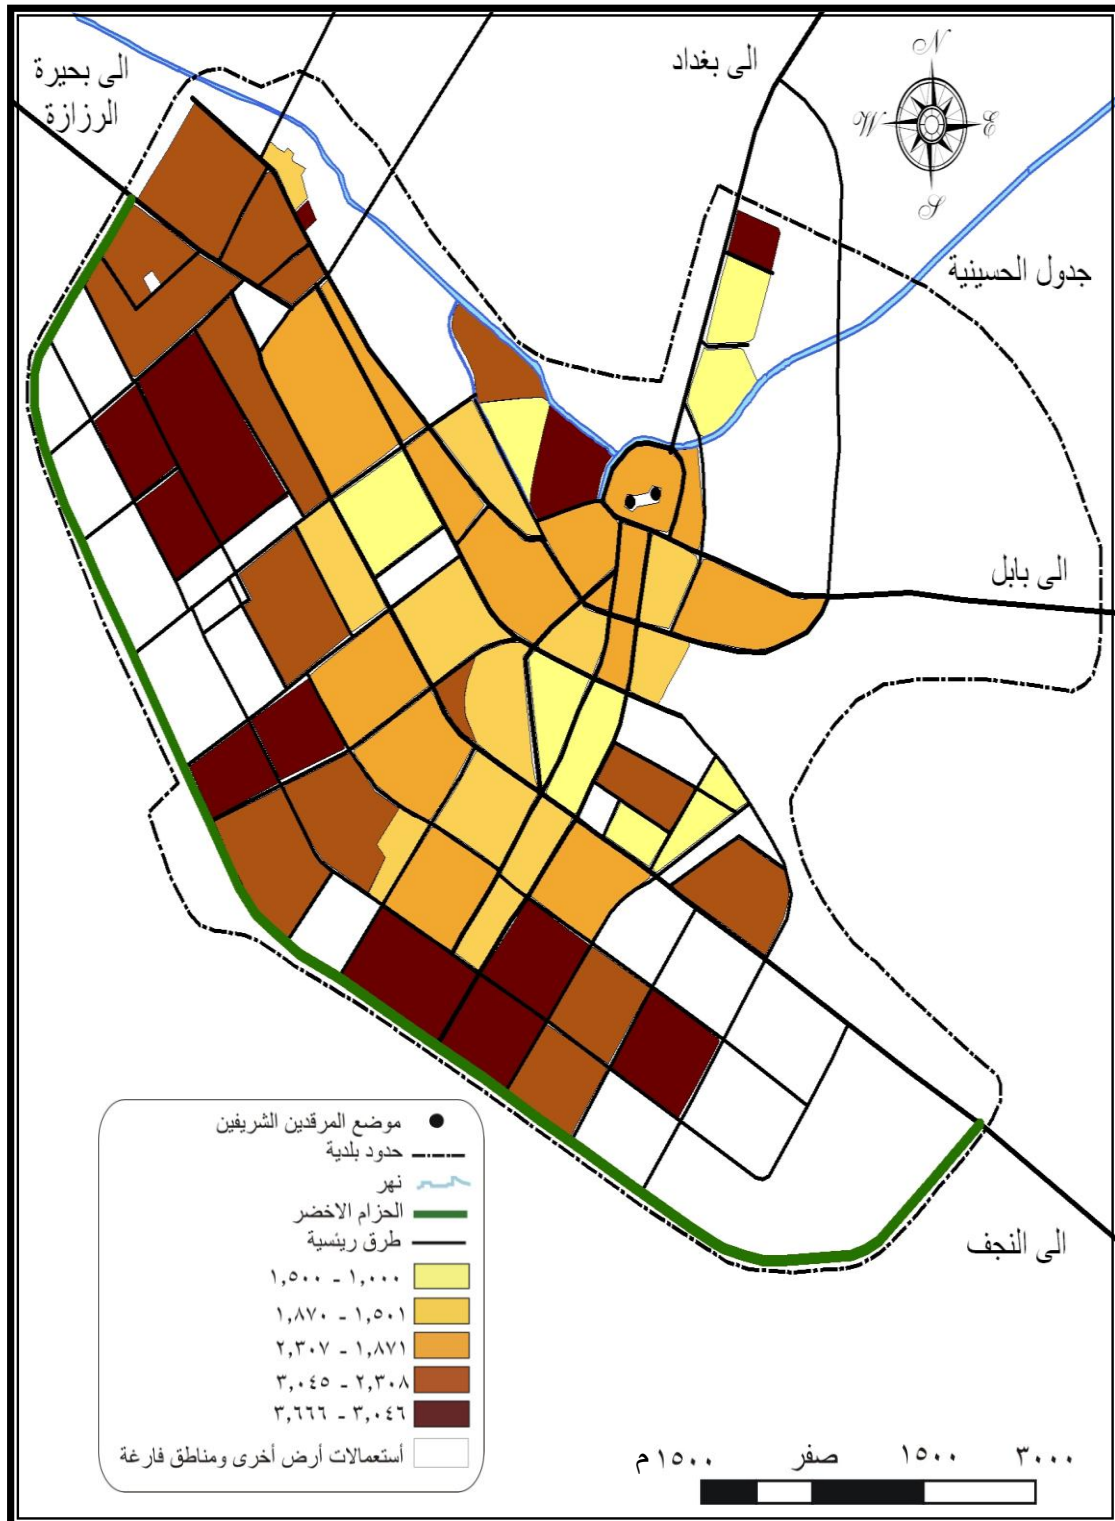 الى بحيرة
الرزازة
الى بغداد
N
W
E
S
جدول الحسينية
الى بابل
الى النجف
موضع المرقدين الشريفين
حدود بلدية
نهر
الحزام الاخضر
طرق رئيسية
١,٠٠٠ - ١,٥٠٠
١,٥٠١ - ١,٨٧٠
١,٨٧١ - ٢,٣٠٧
٢,٣٠٨ - ٣,٠٤٥
٣,٠٤٦ - ٣,٦٦٦
أستعمالات أرض أخرى ومناطق فارغة
١٥٠٠ م صفر ١٥٠٠ ٣٠٠٠